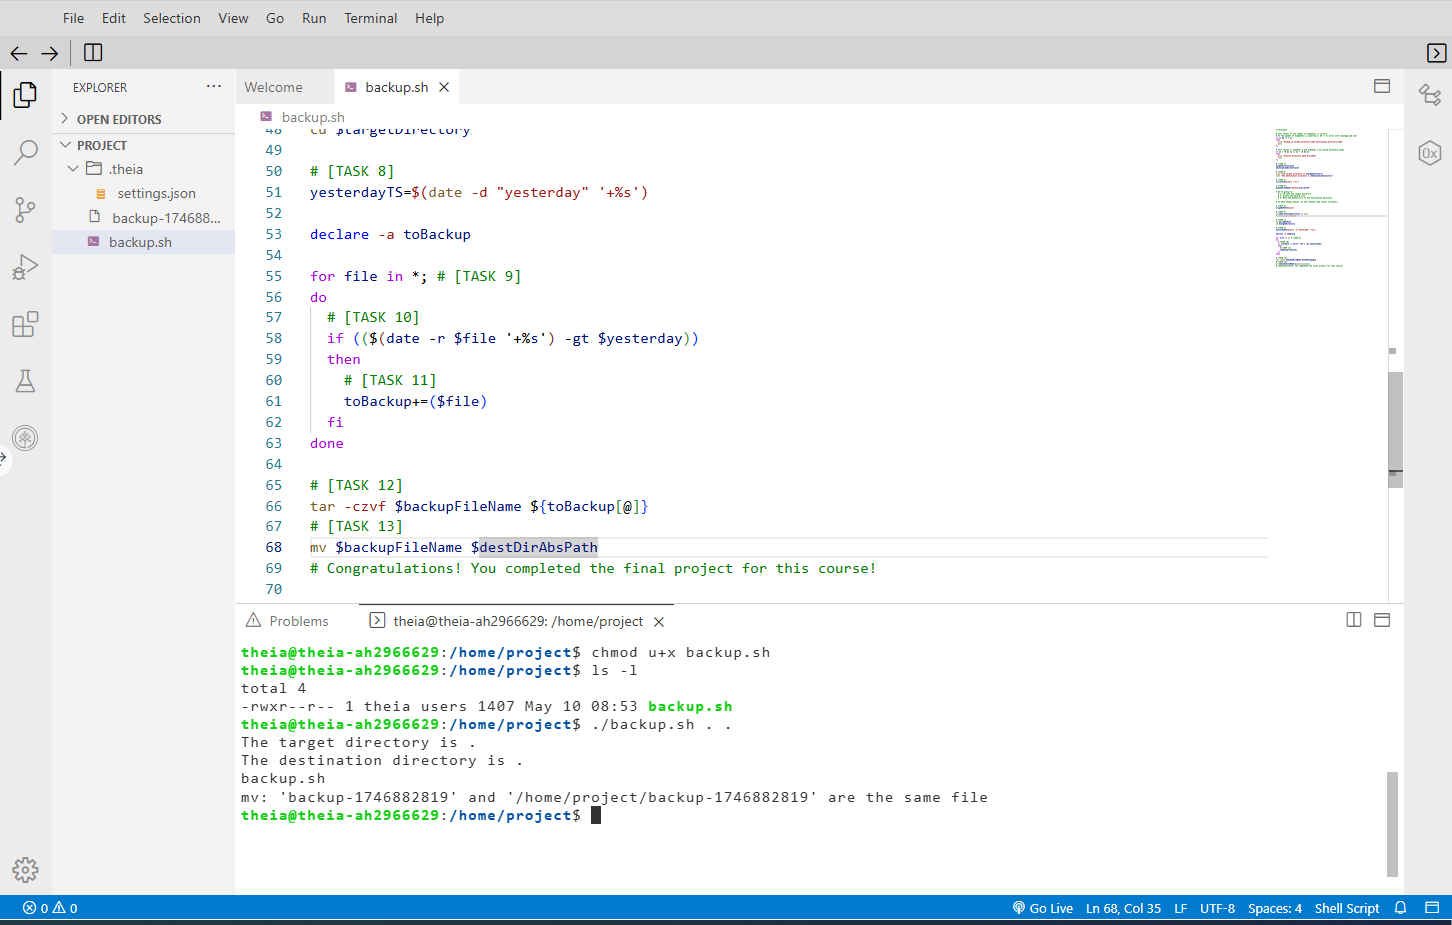 File Edit Selection View Go Run Terminal Help
EXPLORER ···
Welcome backup.sh
OPEN EDITORS
backup.sh
PROJECT
.theia
settings.json
backup-174688...
backup.sh
48 cd $targetDirectory
49
50 # [TASK 8]
51 yesterdayTS=$(date -d "yesterday" '+%s')
52
53 declare -a toBackup
54
55 for file in *; # [TASK 9]
56 do
57 # [TASK 10]
58 if (($(date -r $file '+%s') -gt $yesterday))
59 then
60 # [TASK 11]
61 toBackup+=($file)
62 fi
63 done
64
65 # [TASK 12]
66 tar -czvf $backupFileName ${toBackup[@]}
67 # [TASK 13]
68 mv $backupFileName $destDirAbsPath
69 # Congratulations! You completed the final project for this course!
70
0x
Problems theia@theia-ah2966629: /home/project
theia@theia-ah2966629:/home/project$ chmod u+x backup.sh
theia@theia-ah2966629:/home/project$ ls -l
total 4
-rwxr--r-- 1 theia users 1407 May 10 08:53 backup.sh
theia@theia-ah2966629:/home/project$ ./backup.sh . .
The target directory is .
The destination directory is .
backup.sh
mv: 'backup-1746882819' and '/home/project/backup-1746882819' are the same file
theia@theia-ah2966629:/home/project$
0 0 Go Live Ln 68, Col 35 LF UTF-8 Spaces: 4 Shell Script